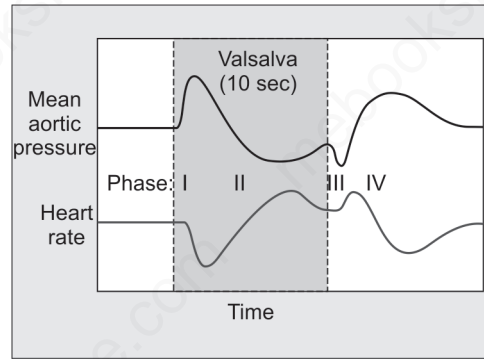 Valsalva
(10 sec)
Mean
aortic
pressure
Phase: I II III IV
Heart
rate
Time